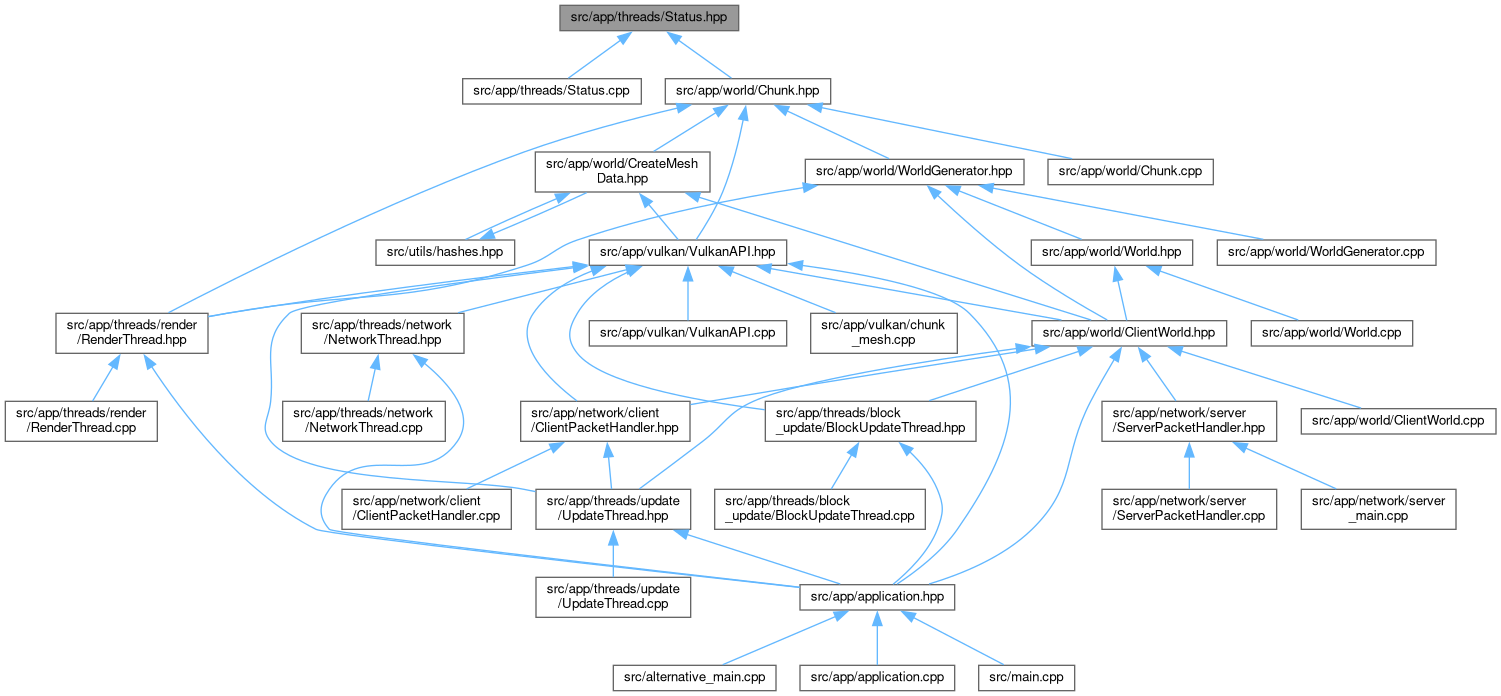 src/app/threads/Status.hpp
src/app/threads/Status.cpp
src/app/world/Chunk.hpp
src/app/world/CreateMesh
Data.hpp
src/app/world/WorldGenerator.hpp
src/app/world/Chunk.cpp
src/utils/hashes.hpp
src/app/vulkan/VulkanAPI.hpp
src/app/world/World.hpp
src/app/world/WorldGenerator.cpp
src/app/threads/render
/RenderThread.hpp
src/app/threads/network
/NetworkThread.hpp
src/app/vulkan/VulkanAPI.cpp
src/app/vulkan/chunk
_mesh.cpp
src/app/world/ClientWorld.hpp
src/app/world/World.cpp
src/app/threads/render
/RenderThread.cpp
src/app/threads/network
/NetworkThread.cpp
src/app/network/client
/ClientPacketHandler.hpp
src/app/threads/block
_update/BlockUpdateThread.hpp
src/app/network/server
/ServerPacketHandler.hpp
src/app/world/ClientWorld.cpp
src/app/network/client
/ClientPacketHandler.cpp
src/app/threads/update
/UpdateThread.hpp
src/app/threads/block
_update/BlockUpdateThread.cpp
src/app/network/server
/ServerPacketHandler.cpp
src/app/network/server
_main.cpp
src/app/threads/update
/UpdateThread.cpp
src/app/application.hpp
src/alternative_main.cpp
src/app/application.cpp
src/main.cpp